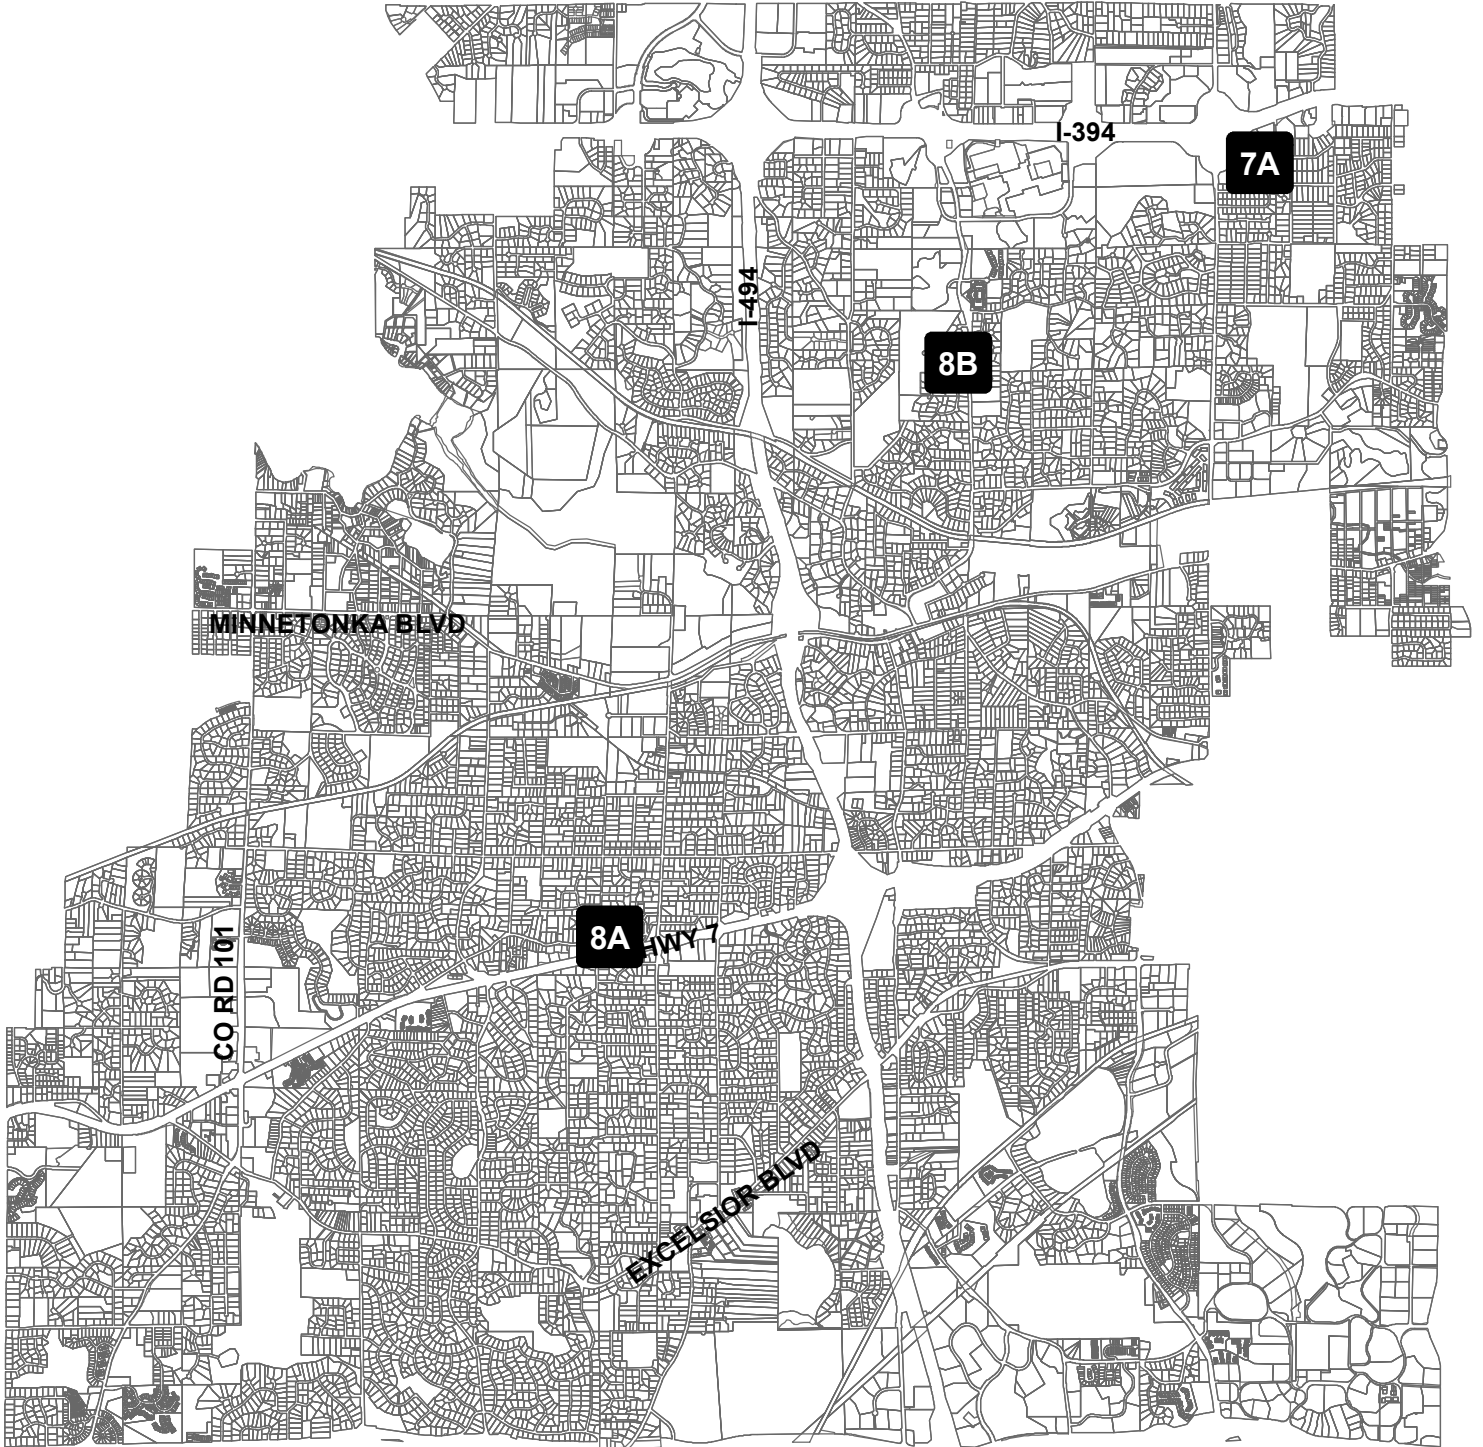 I-394
7A
I-494
8B
MINNETONKA BLVD
8A
HWY 7
CO RD 101
EXCELSIOR BLVD